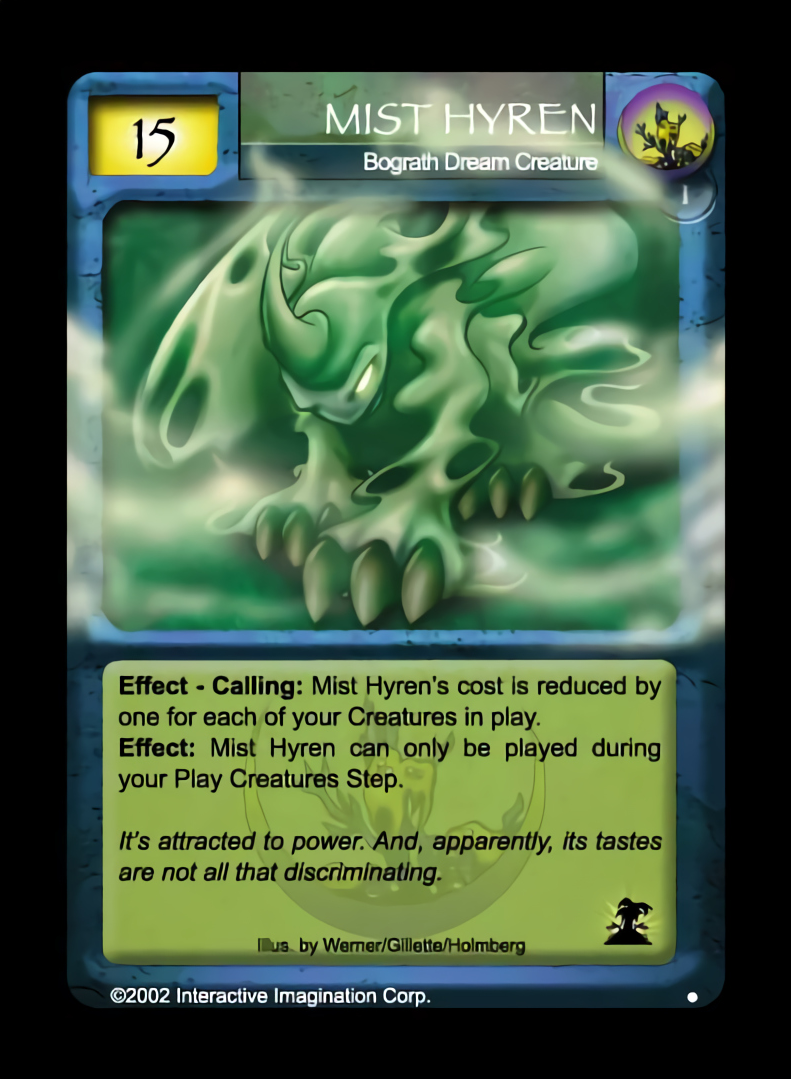 15
MIST HYREN
Bograth Dream Creature
1
Effect - Calling: Mist Hyren's cost is reduced by
one for each of your Creatures in play.
Effect: Mist Hyren can only be played during
your Play Creatures Step.
It's attracted to power. And, apparently, its tastes
are not all that discriminating.
Illus. by Werner/Gillette/Holmberg
©2002 Interactive Imagination Corp.